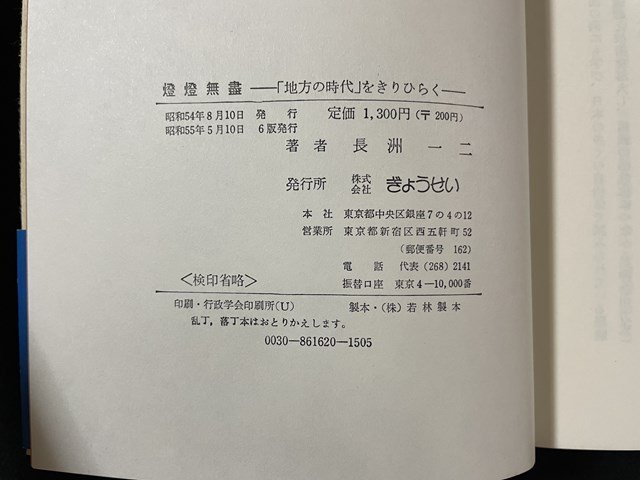 燈燈無盡──「地方の時代」をきりひらく──
昭和54年8月10日 発 行 定価 1,300円(〒200円)
昭和55年5月10日 6版発行
著 者 長 洲 一 二
発行所 株式会社 ぎょうせい
本 社 東京都中央区銀座7の4の12
営業所 東京都新宿区西五軒町52
(郵便番号 162)
電 話 代表(268)2141
<検印省略> 振替口座 東京4―10,000番
印刷・行政学会印刷所(U) 製本・(株)若林製本
乱丁,落丁本はおとりかえします。
0030―861620―1505